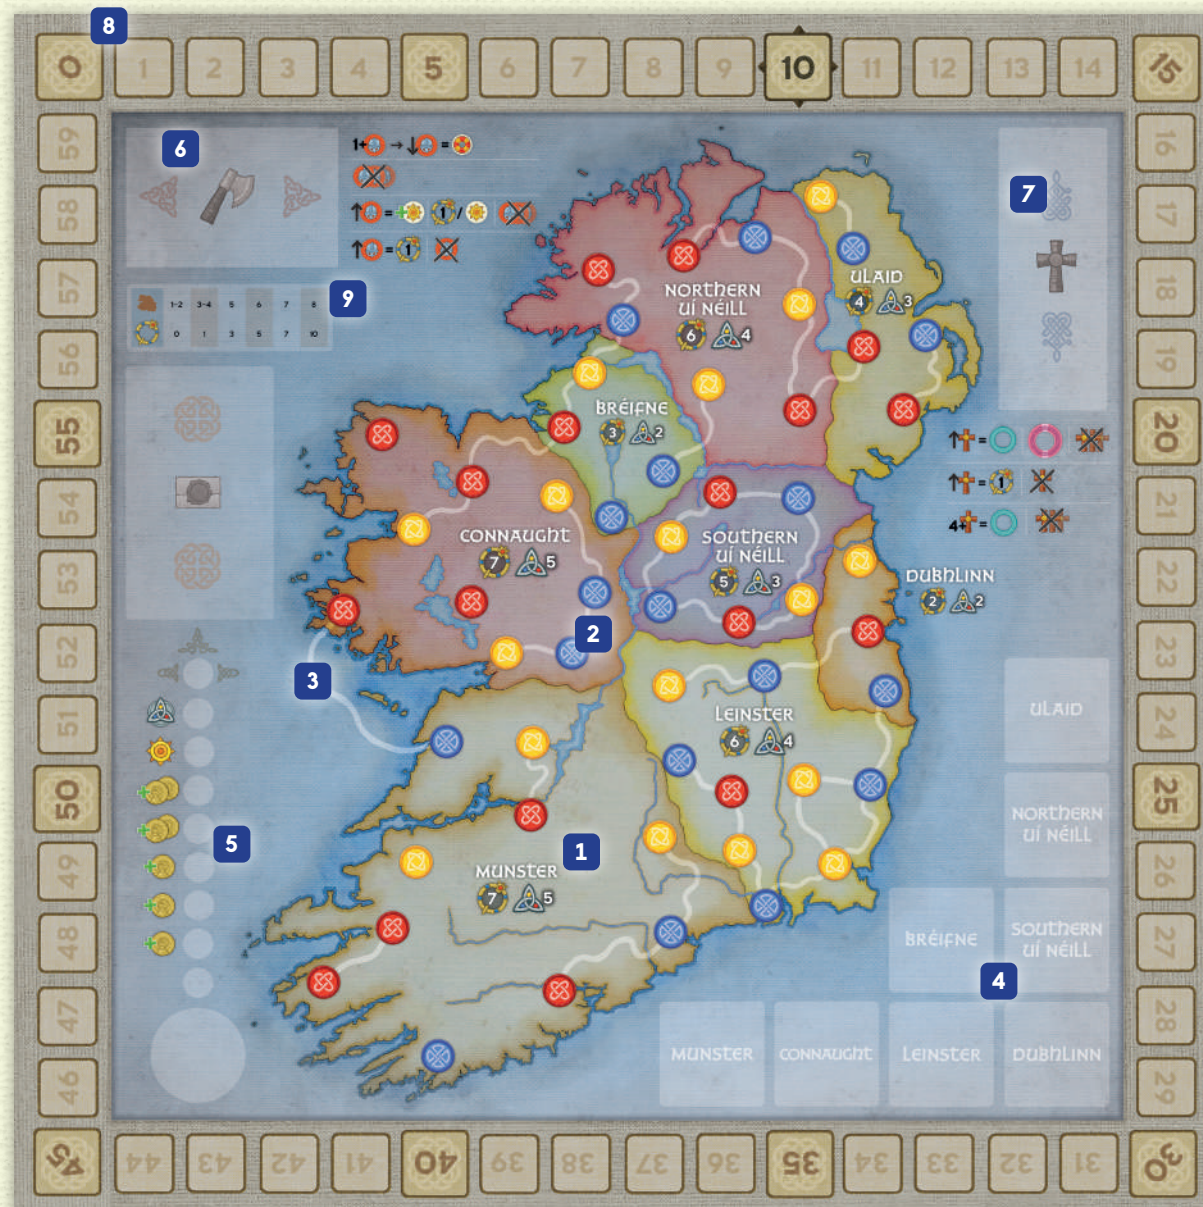 8
0 1 2 3 4 5 6 7 8 9 10 11 12 13 14 15
59
58
57
56
55
54
53
52
51
50
49
48
47
46
45
16
17
18
19
20
21
22
23
24
25
26
27
28
29
30
44 43 42 41 40 39 38 37 36 35 34 33 32 31
6
1+ → ↓ =
↑ = + 1 /
↑ = 1
9
1-2 3-4 5 6 7 8
0 1 3 5 7 10
7
↑ =
↑ = 1
4+ =
NORTHERN
UÍ NÉILL
6 4
ULAID
4 3
BRÉIFNE
3 2
CONNAUGHT
7 5
SOUTHERN
UÍ NÉILL
5 3
DUBHLINN
2 2
2
3
LEINSTER
6 4
1
MUNSTER
7 5
5
+
+
+
+
+
ULAID
NORTHERN
UÍ NÉILL
BRÉIFNE
SOUTHERN
UÍ NÉILL
4
MUNSTER
CONNAUGHT
LEINSTER
DUBHLINN